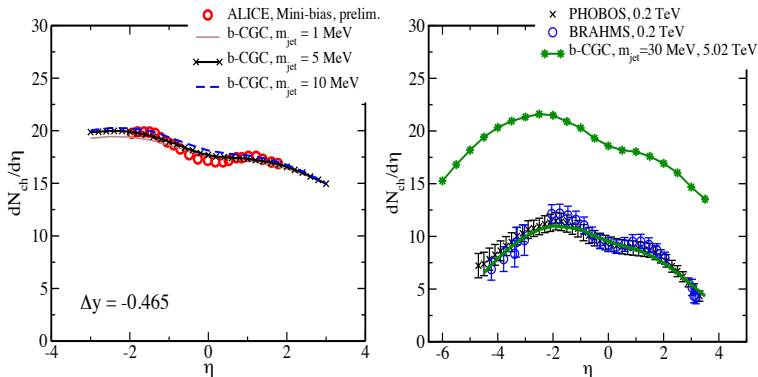 ALICE, Mini-bias, prelim.
b-CGC, m_jet = 1 MeV
b-CGC, m_jet = 5 MeV
b-CGC, m_jet = 10 MeV
30
25
20
15
10
5
0
dN_ch/dη
Δy = -0.465
-4
-2
0
2
4
η
PHOBOS, 0.2 TeV
BRAHMS, 0.2 TeV
b-CGC, m_jet=30 MeV, 5.02 TeV
30
25
20
15
10
5
0
dN_ch/dη
-6
-4
-2
0
2
4
η